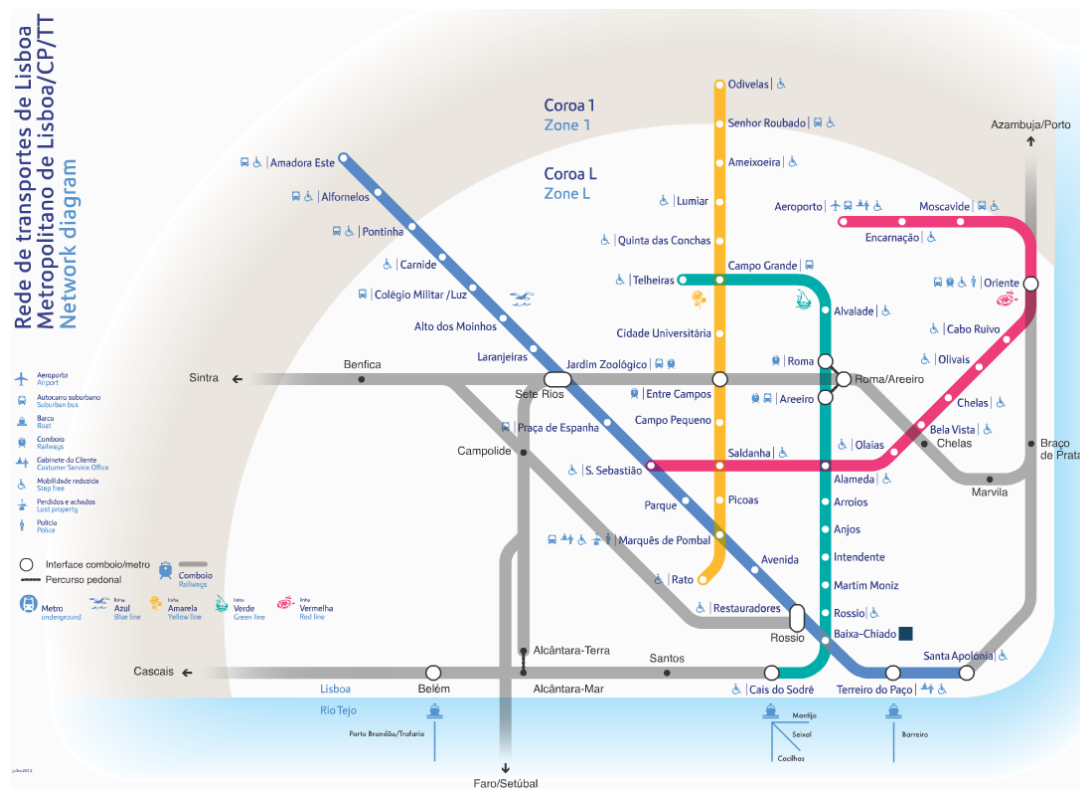 Rede de transportes de Lisboa
Metropolitano de Lisboa/CP/TT
Network diagram
Coroa 1
Zone 1
Coroa L
Zone L
Odivelas
Senhor Roubado
Ameixoeira
Lumiar
Quinta das Conchas
Campo Grande
Telheiras
Cidade Universitária
Entre Campos
Campo Pequeno
Saldanha
Picoas
Marquês de Pombal
Rato
Amadora Este
Alfornelos
Pontinha
Carnide
Colégio Militar /Luz
Alto dos Moinhos
Laranjeiras
Jardim Zoológico
Sete Rios
Praça de Espanha
S. Sebastião
Parque
Avenida
Restauradores
Rossio
Baixa-Chiado
Terreiro do Paço
Santa Apolónia
Aeroporto
Encarnação
Moscavide
Oriente
Cabo Ruivo
Olivais
Chelas
Bela Vista
Olaias
Alameda
Alvalade
Roma
Areeiro
Roma/Areeiro
Arroios
Anjos
Intendente
Martim Moniz
Rossio
Cais do Sodré
Azambuja/Porto
Chelas
Marvila
Braço
de Prata
Sintra
Benfica
Campolide
Cascais
Belém
Alcântara-Terra
Alcântara-Mar
Santos
Faro/Setúbal
Lisboa
Rio Tejo
Porto Brandão/Trafaria
Montijo
Seixal
Cacilhas
Barreiro
Aeroporto
Airport
Autocarro suburbano
Suburban bus
Barco
Boat
Comboio
Railways
Gabinete do Cliente
Customer Service Office
Mobilidade reduzida
Step free
Perdidos e achados
Lost property
Polícia
Police
Interface comboio/metro
Percurso pedonal
Comboio
Railways
Metro
underground
linha
Azul
Blue line
linha
Amarela
Yellow line
linha
Verde
Green line
linha
Vermelha
Red line